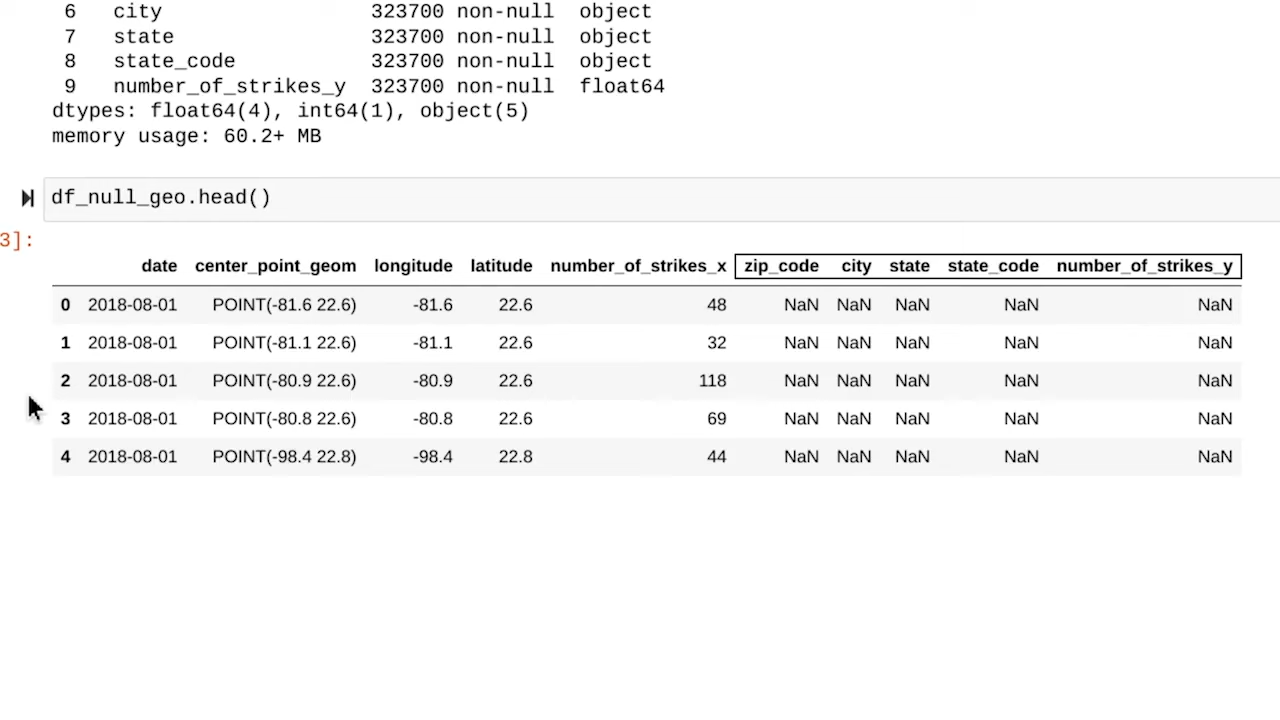 6 city 323700 non-null object
7 state 323700 non-null object
8 state_code 323700 non-null object
9 number_of_strikes_y 323700 non-null float64
dtypes: float64(4), int64(1), object(5)
memory usage: 60.2+ MB
df_null_geo.head()
3]:
date center_point_geom longitude latitude number_of_strikes_x zip_code city state state_code number_of_strikes_y
0 2018-08-01 POINT(-81.6 22.6) -81.6 22.6 48 NaN NaN NaN NaN NaN
1 2018-08-01 POINT(-81.1 22.6) -81.1 22.6 32 NaN NaN NaN NaN NaN
2 2018-08-01 POINT(-80.9 22.6) -80.9 22.6 118 NaN NaN NaN NaN NaN
3 2018-08-01 POINT(-80.8 22.6) -80.8 22.6 69 NaN NaN NaN NaN NaN
4 2018-08-01 POINT(-98.4 22.8) -98.4 22.8 44 NaN NaN NaN NaN NaN